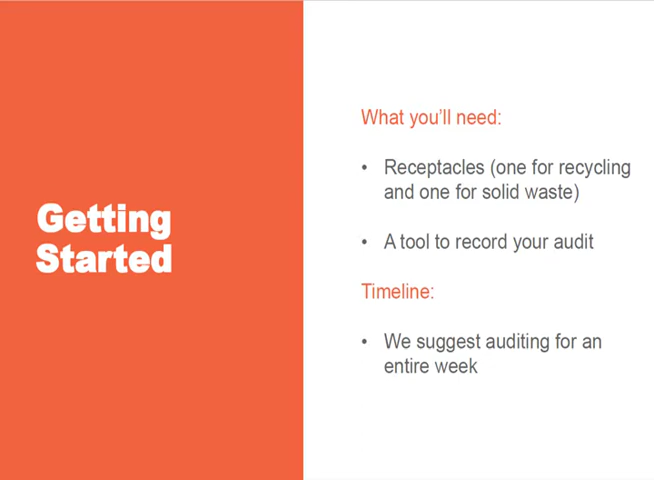 Getting
Started
What you'll need:
• Receptacles (one for recycling
and one for solid waste)
• A tool to record your audit
Timeline:
• We suggest auditing for an
entire week